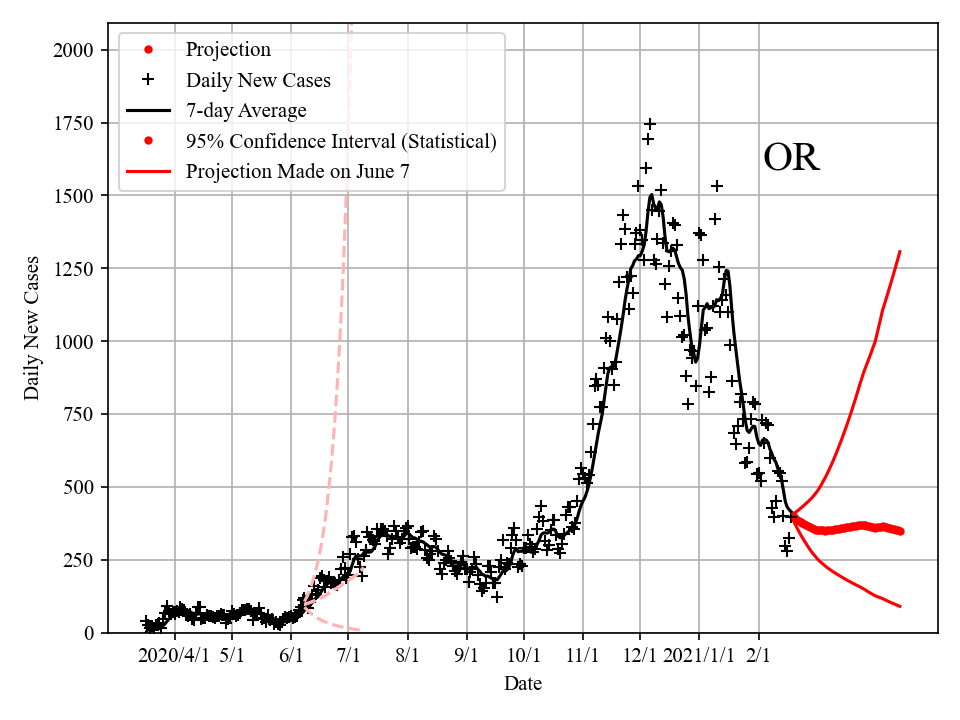 2000
1750
1500
1250
1000
750
500
250
0
Daily New Cases
Projection
Daily New Cases
7-day Average
95% Confidence Interval (Statistical)
Projection Made on June 7
OR
2020/4/1 5/1 6/1 7/1 8/1 9/1 10/1 11/1 12/1 2021/1/1 2/1
Date